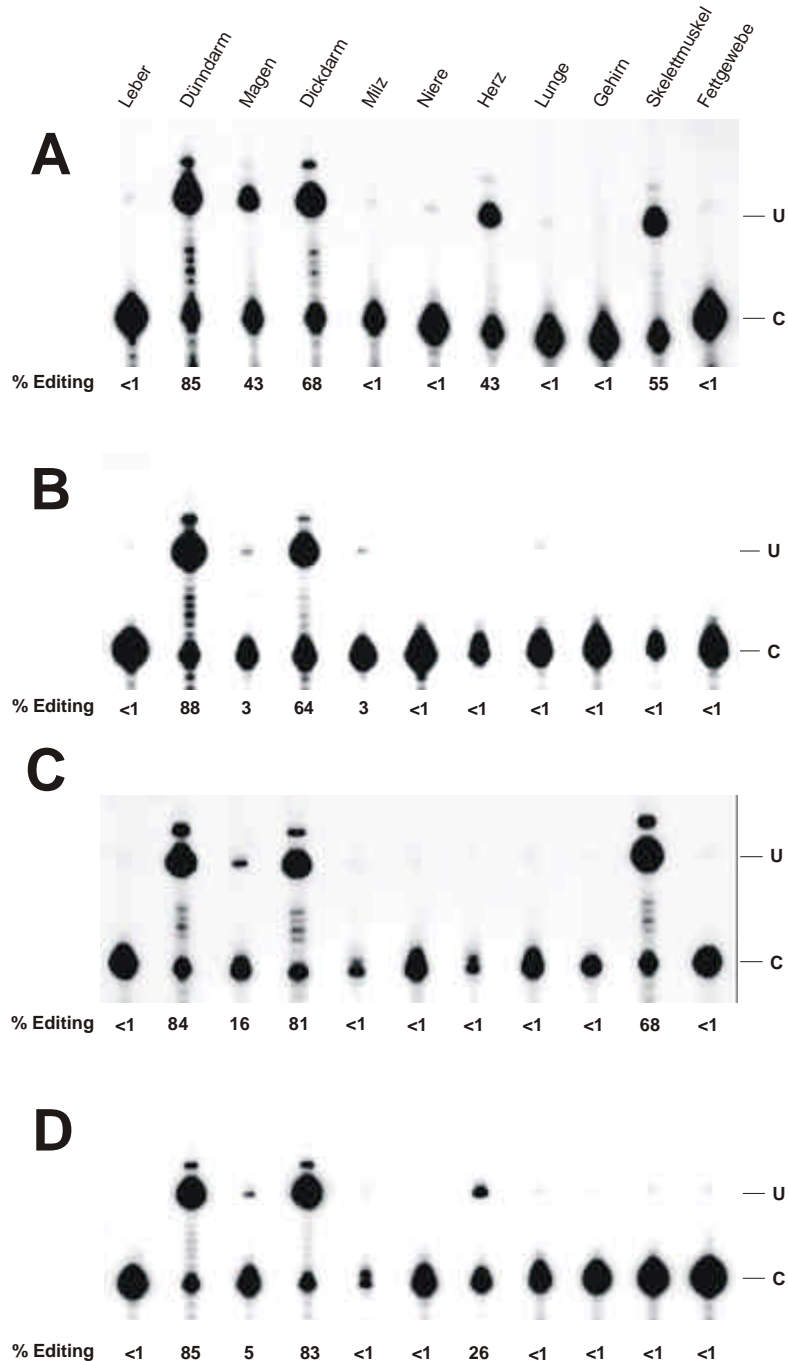 Leber Dünndarm Magen Dickdarm Milz Niere Herz Lunge Gehirn Skelettmuskel Fettgewebe
A
U
C
% Editing <1 85 43 68 <1 <1 43 <1 <1 55 <1
B
U
C
% Editing <1 88 3 64 3 <1 <1 <1 <1 <1 <1
C
U
C
% Editing <1 84 16 81 <1 <1 <1 <1 <1 68 <1
D
U
C
% Editing <1 85 5 83 <1 <1 26 <1 <1 <1 <1